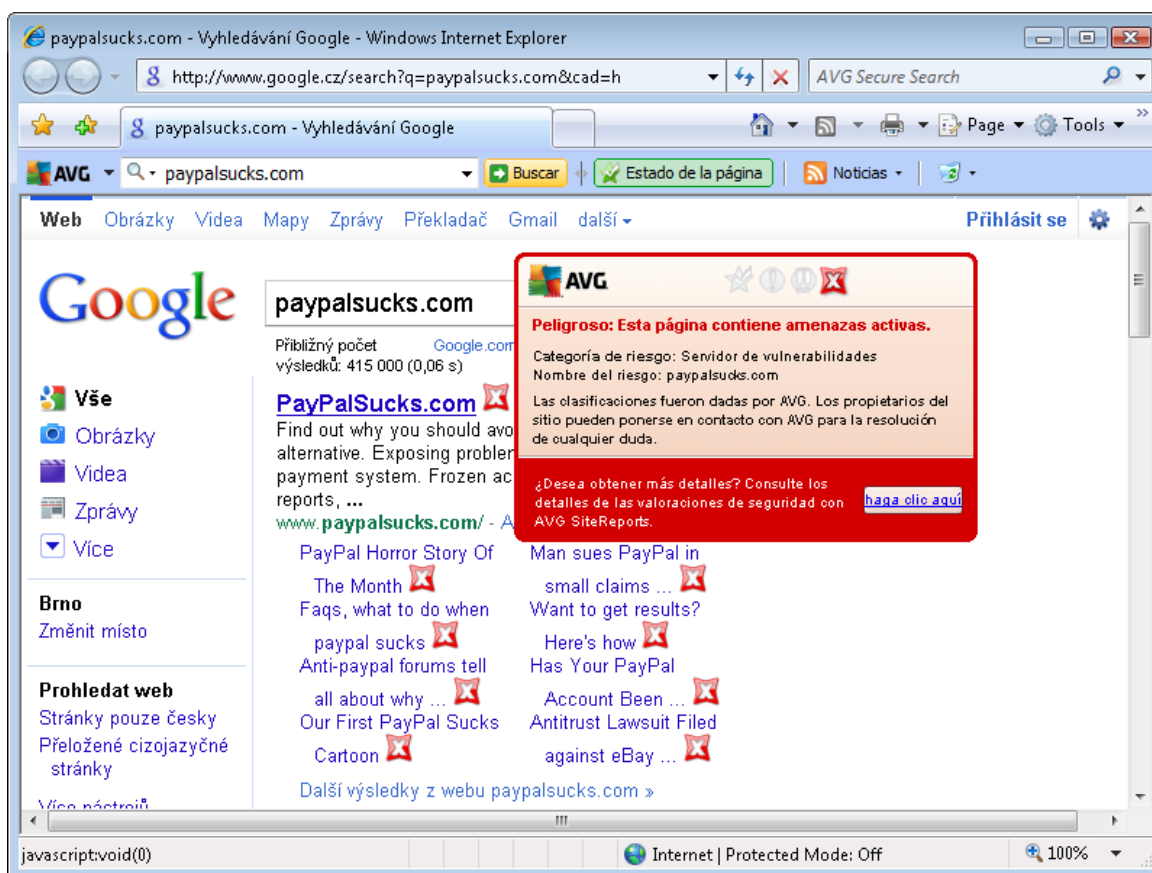 paypalsucks.com - Vyhledávání Google - Windows Internet Explorer
http://www.google.cz/search?q=paypalsucks.com&cad=h
AVG Secure Search
paypalsucks.com - Vyhledávání Google
Page
Tools
AVG
paypalsucks.com
Buscar
Estado de la página
Noticias
Web Obrázky Videa Mapy Zprávy Překladač Gmail další
Přihlásit se
Google
paypalsucks.com
Přibližný počet
výsledků: 415 000 (0,06 s)
Google.com
Vše
Obrázky
Videa
Zprávy
Více
Brno
Změnit místo
Prohledat web
Stránky pouze česky
Přeložené cizojazyčné
stránky
Více nástrojů
PayPalSucks.com
Find out why you should avo
alternative. Exposing probler
payment system. Frozen ac
reports, ...
www.paypalsucks.com/ - A
PayPal Horror Story Of
The Month
Faqs, what to do when
paypal sucks
Anti-paypal forums tell
all about why ...
Our First PayPal Sucks
Cartoon
Man sues PayPal in
small claims ...
Want to get results?
Here's how
Has Your PayPal
Account Been ...
Antitrust Lawsuit Filed
against eBay ...
Další výsledky z webu paypalsucks.com »
AVG
Peligroso: Esta página contiene amenazas activas.
Categoría de riesgo: Servidor de vulnerabilidades
Nombre del riesgo: paypalsucks.com
Las clasificaciones fueron dadas por AVG. Los propietarios del
sitio pueden ponerse en contacto con AVG para la resolución
de cualquier duda.
¿Desea obtener más detalles? Consulte los
detalles de las valoraciones de seguridad con
AVG SiteReports.
haga clic aquí
javascript:void(0)
Internet | Protected Mode: Off
100%